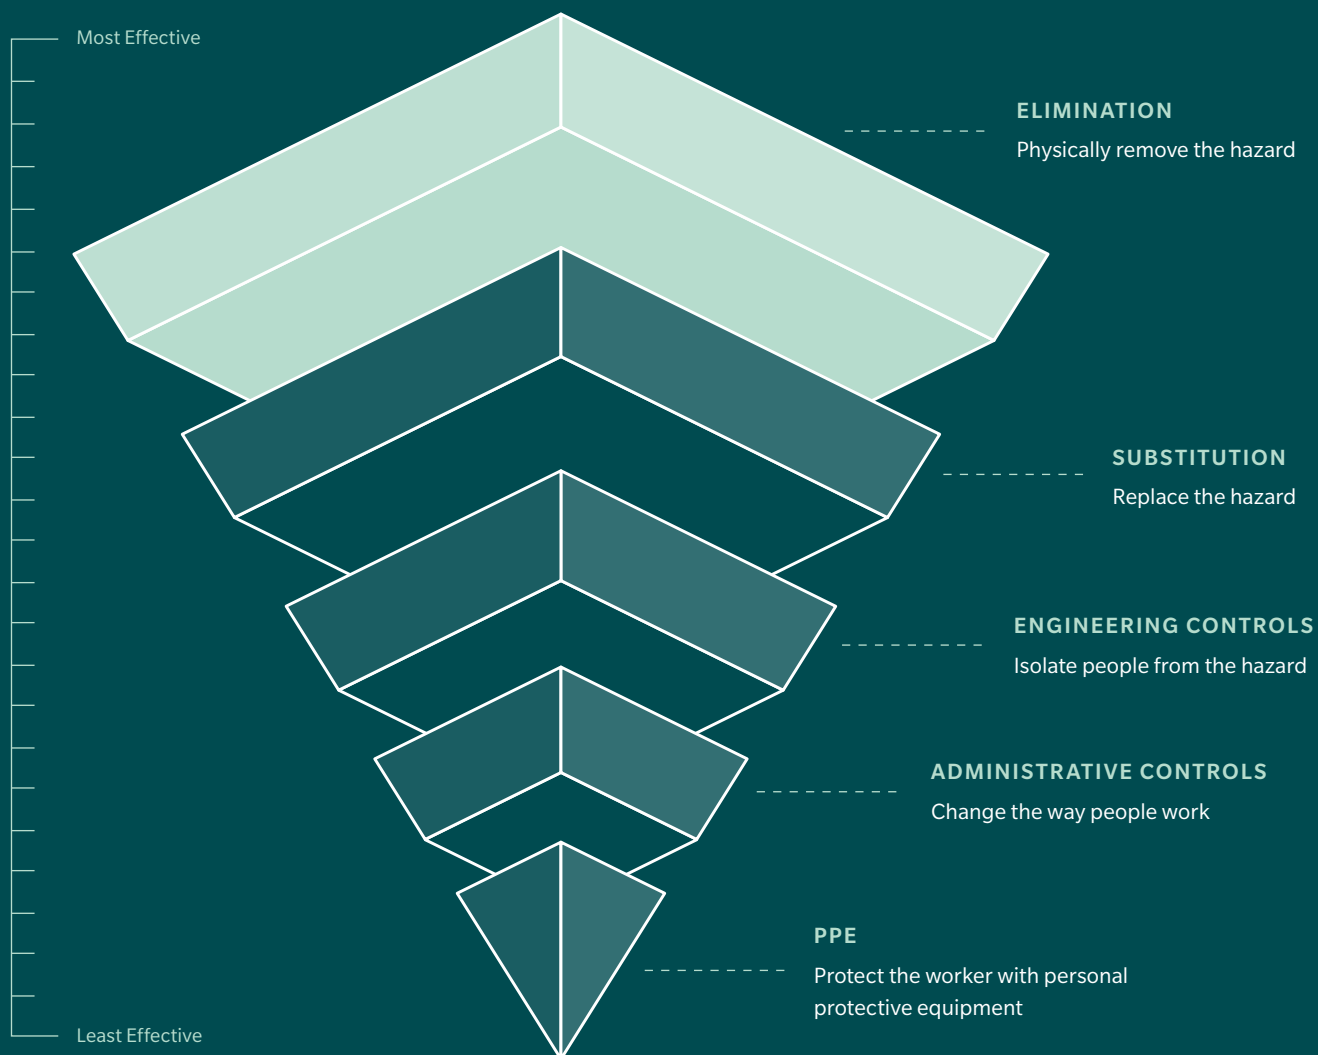 Most Effective
ELIMINATION
Physically remove the hazard
SUBSTITUTION
Replace the hazard
ENGINEERING CONTROLS
Isolate people from the hazard
ADMINISTRATIVE CONTROLS
Change the way people work
PPE
Protect the worker with personal
protective equipment
Least Effective